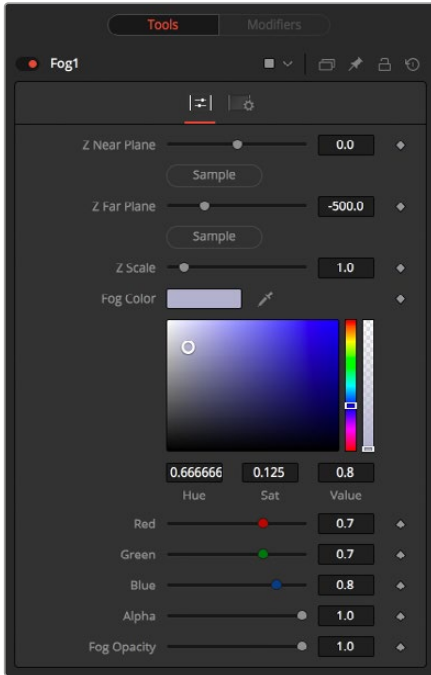 Tools Modifiers
Fog1
Z Near Plane 0.0
Sample
Z Far Plane -500.0
Sample
Z Scale 1.0
Fog Color
0.666666 0.125 0.8
Hue Sat Value
Red 0.7
Green 0.7
Blue 0.8
Alpha 1.0
Fog Opacity 1.0